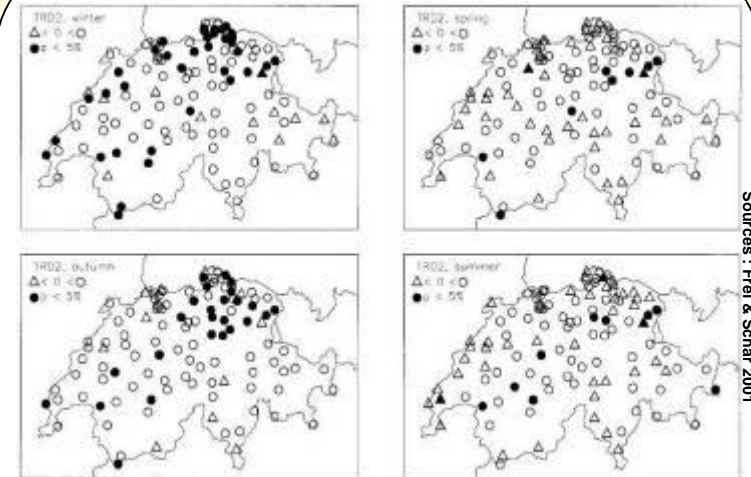 TRD2, winter
△< 0 <○
●p < 5%
TRD2, spring
△< 0 <○
●p < 5%
TRD2, autumn
△< 0 <○
●p < 5%
TRD2, summer
△< 0 <○
●p < 5%
Sources : Frei & Schär 2001